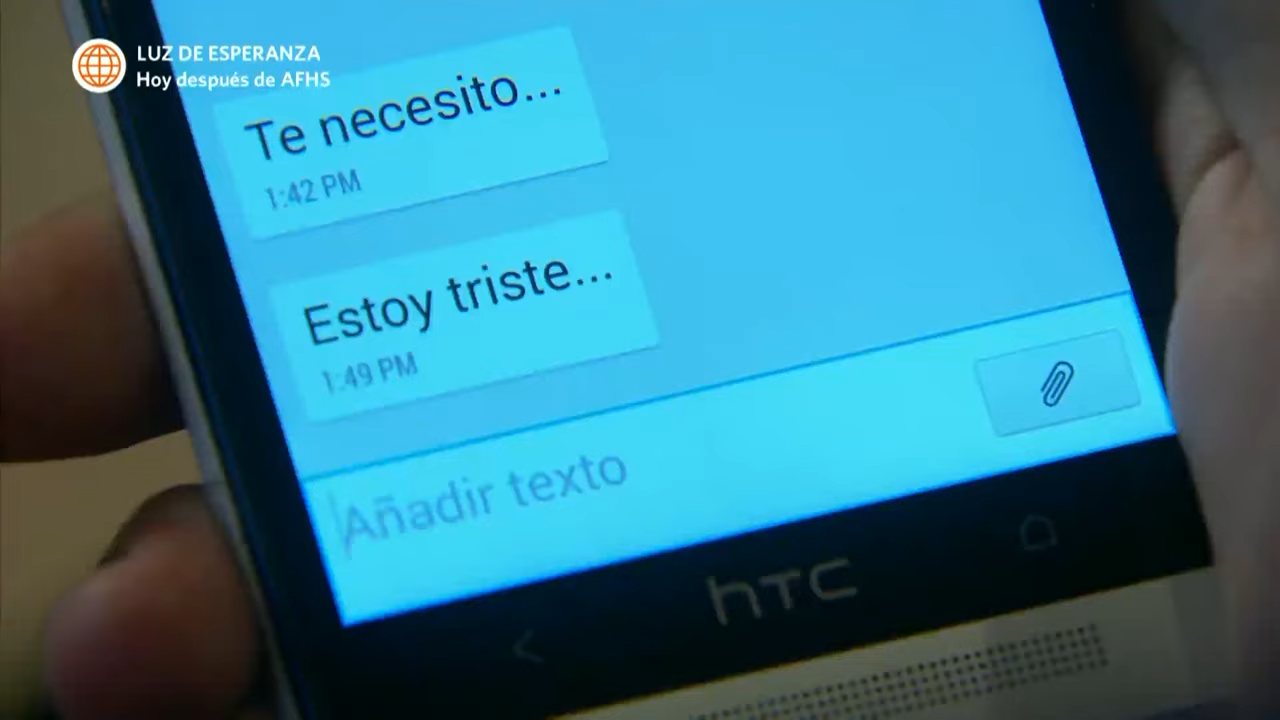 LUZ DE ESPERANZA
Hoy después de AFHS
Te necesito...
1:42 PM
Estoy triste...
1:49 PM
Añadir texto
hTC